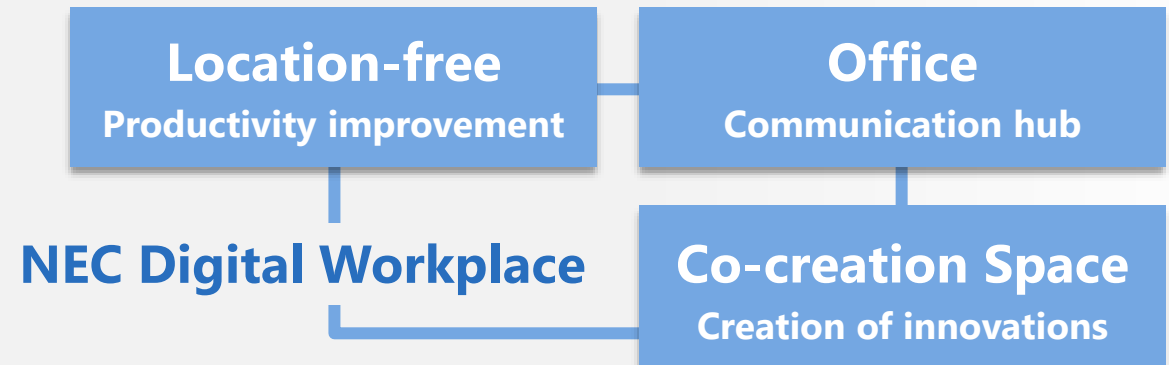 Location-free
Productivity improvement
Office
Communication hub
NEC Digital Workplace
Co-creation Space
Creation of innovations